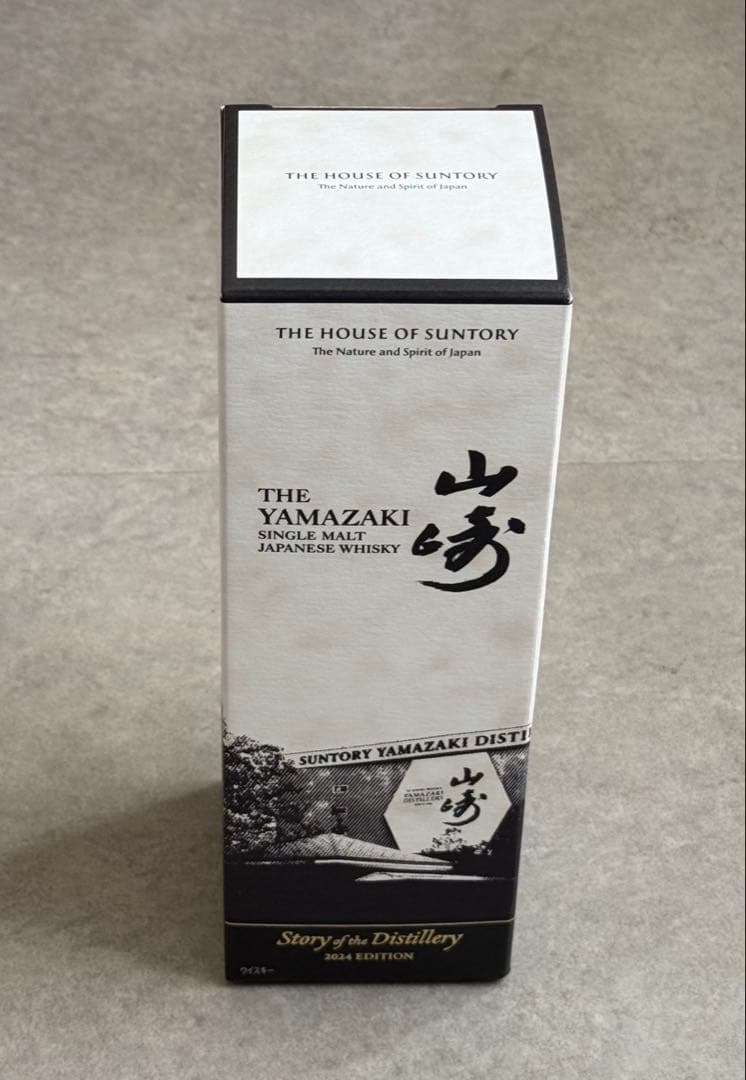 THE HOUSE OF SUNTORY
The Nature and Spirit of Japan
THE HOUSE OF SUNTORY
The Nature and Spirit of Japan
THE
YAMAZAKI
SINGLE MALT
JAPANESE WHISKY
山崎
SUNTORY YAMAZAKI DISTI
YAMAZAKI
DISTILLERY
山崎
Story of the Distillery
2024 EDITION
ウイスキー